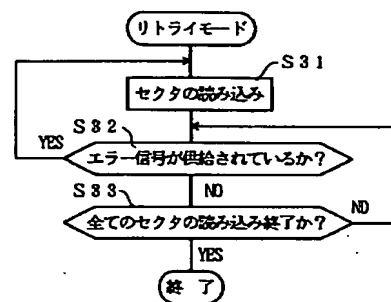 リトライモード
S31
セクタの読み込み
S32
YES
エラー信号が供給されているか?
NO
S33
全てのセクタの読み込み終了か?
NO
YES
終 了